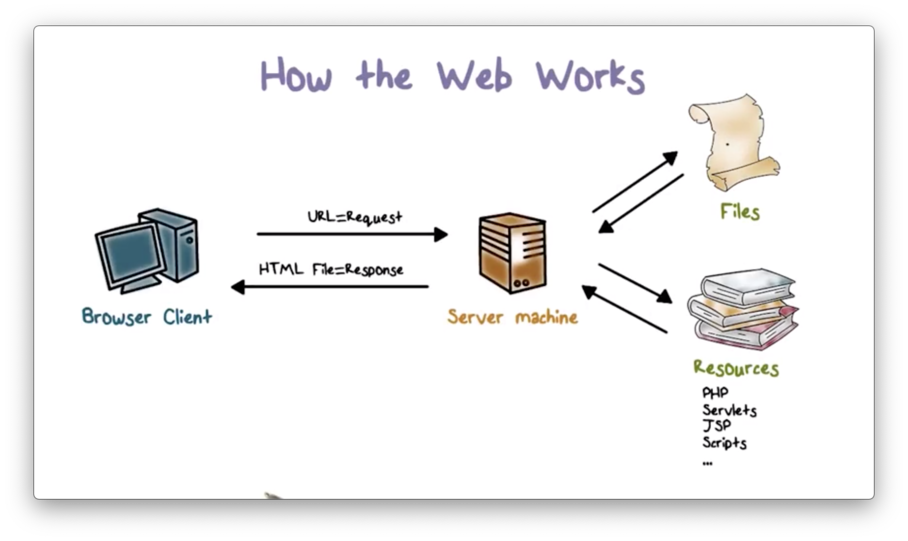 How the Web Works
URL=Request
HTML File=Response
Browser Client
Server machine
Files
Resources
PHP
Servlets
JSP
Scripts
...